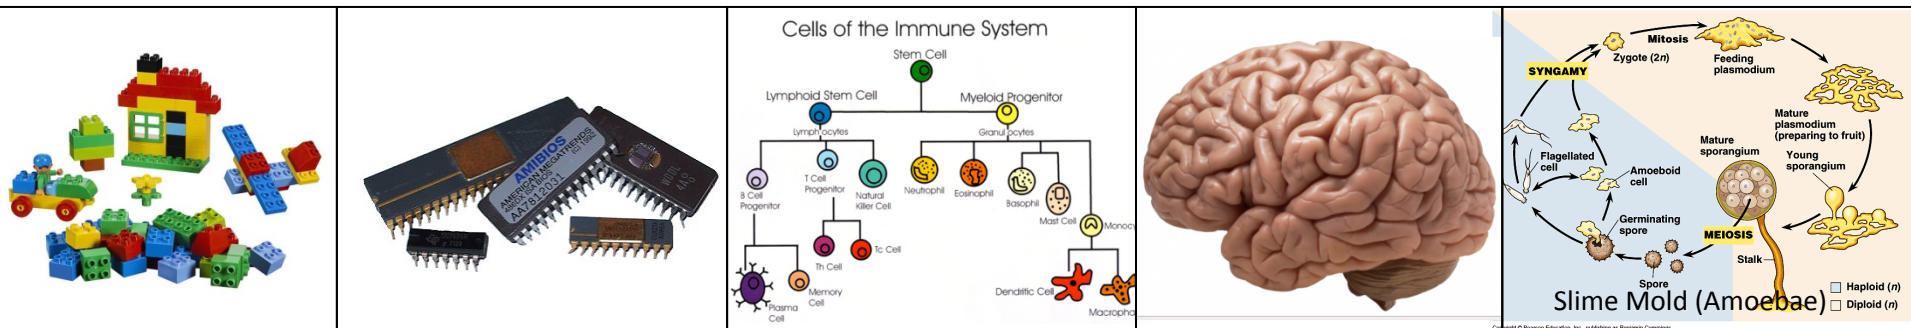 AMIBIOS
AMERICAN MEGATRENDS
AA7812031
Cells of the Immune System
Stem Cell
Lymphoid Stem Cell
Myeloid Progenitor
Lymphocytes
Granulocytes
B Cell
Progenitor
T Cell
Progenitor
Natural
Killer Cell
Neutrophil
Eosinophil
Basophil
Mast Cell
Monocy
Th Cell
Tc Cell
Plasma
Cell
Memory
Cell
Dendritic Cell
Macropha
SYNGAMY
Zygote (2n)
Mitosis
Feeding
plasmodium
Mature
plasmodium
(preparing to fruit)
Mature
sporangium
Young
sporangium
Flagellated
cell
Amoeboid
cell
Germinating
spore
MEIOSIS
Stalk
Spore
Slime Mold (Amoebae)
Haploid (n)
Diploid (n)